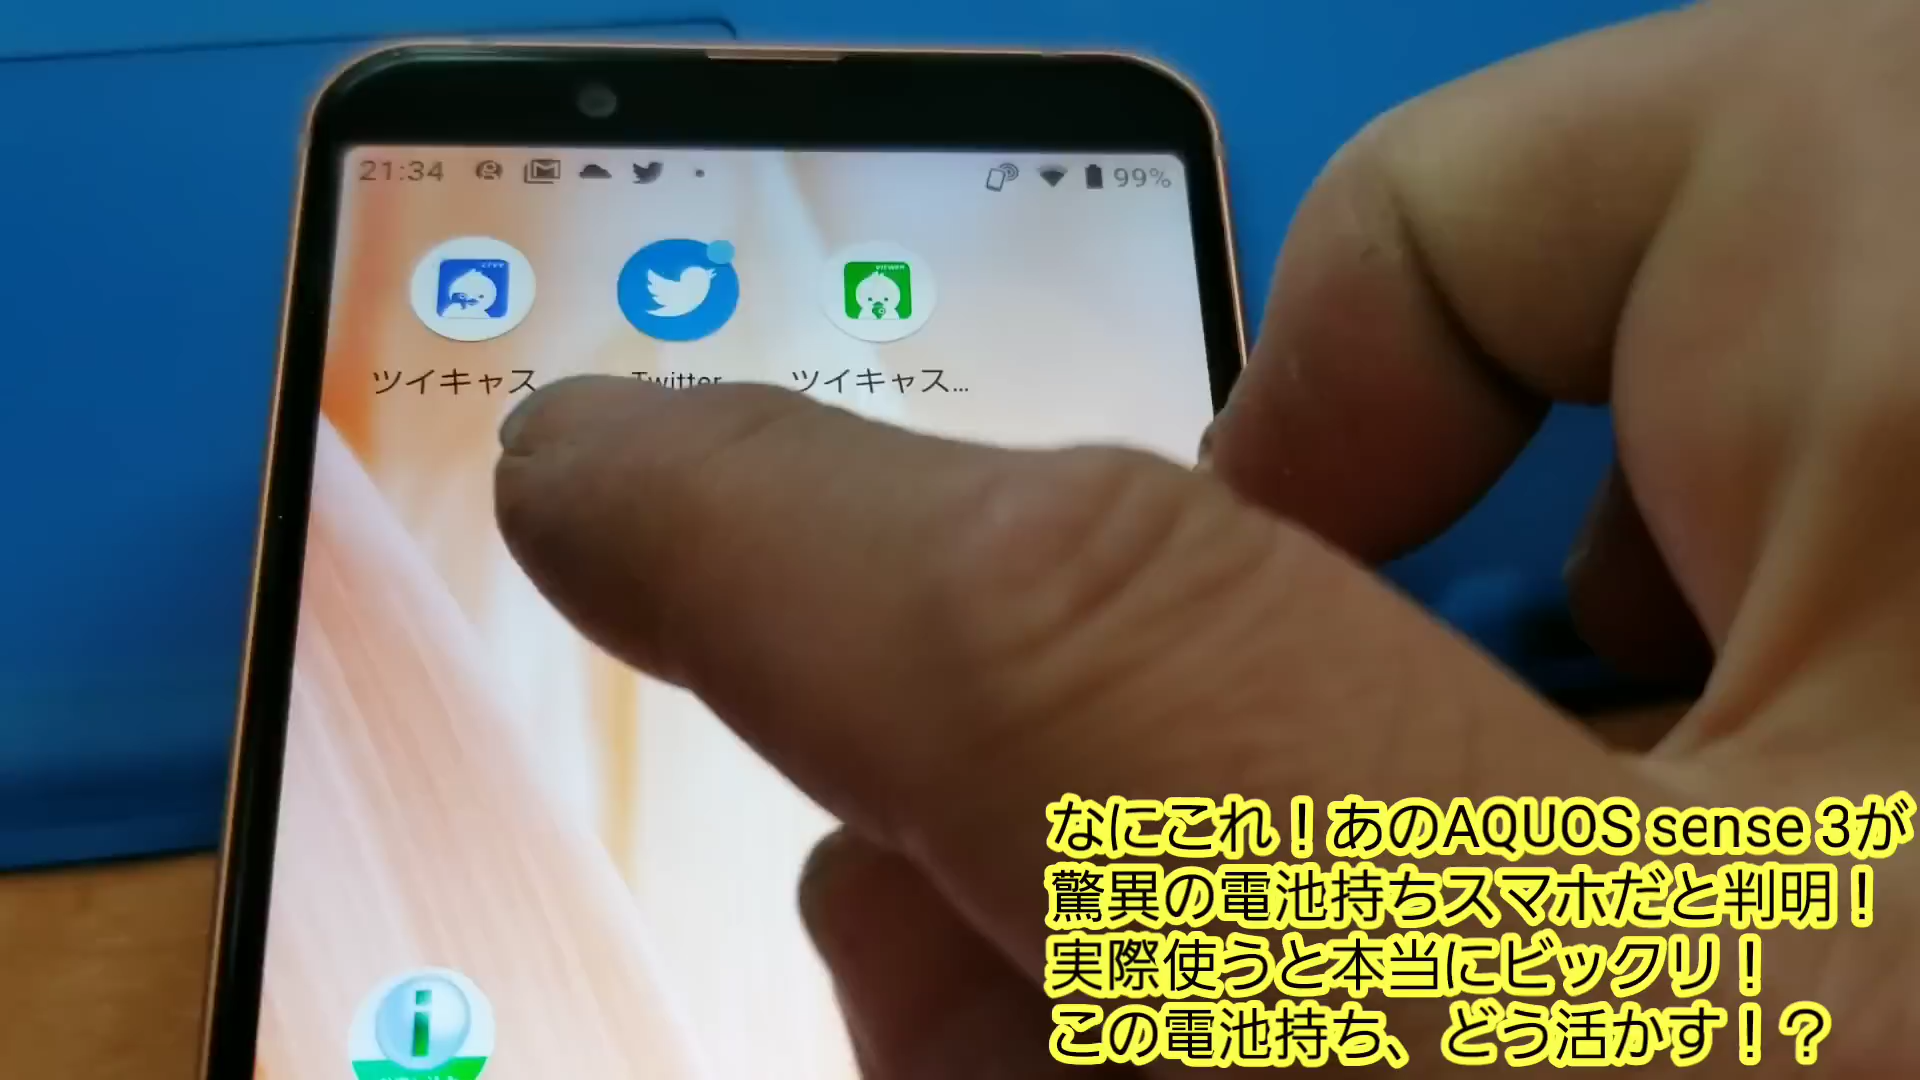 21:34
99%
LIVE
VIEWER
ツイキャス
Twitter
ツイキャス...
なにこれ！あのAQUOS sense 3が
驚異の電池持ちスマホだと判明！
実際使うと本当にビックリ！
この電池持ち、どう活かす！？